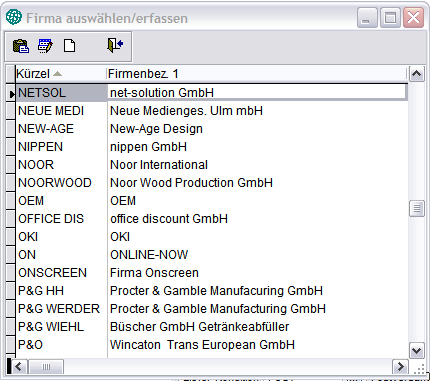 Firma auswählen/erfassen
Kürzel Firmenbez. 1
NETSOL net-solution GmbH
NEUE MEDI Neue Medienges. Ulm mbH
NEW-AGE New-Age Design
NIPPEN nippen GmbH
NOOR Noor International
NOORWOOD Noor Wood Production GmbH
OEM OEM
OFFICE DIS office discount GmbH
OKI OKI
ON ONLINE-NOW
ONSCREEN Firma Onscreen
P&G HH Procter & Gamble Manufacuring GmbH
P&G WERDER Procter & Gamble Manufacturing GmbH
P&G WIEHL Büscher GmbH Getränkeabfüller
P&O Wincaton Trans European GmbH